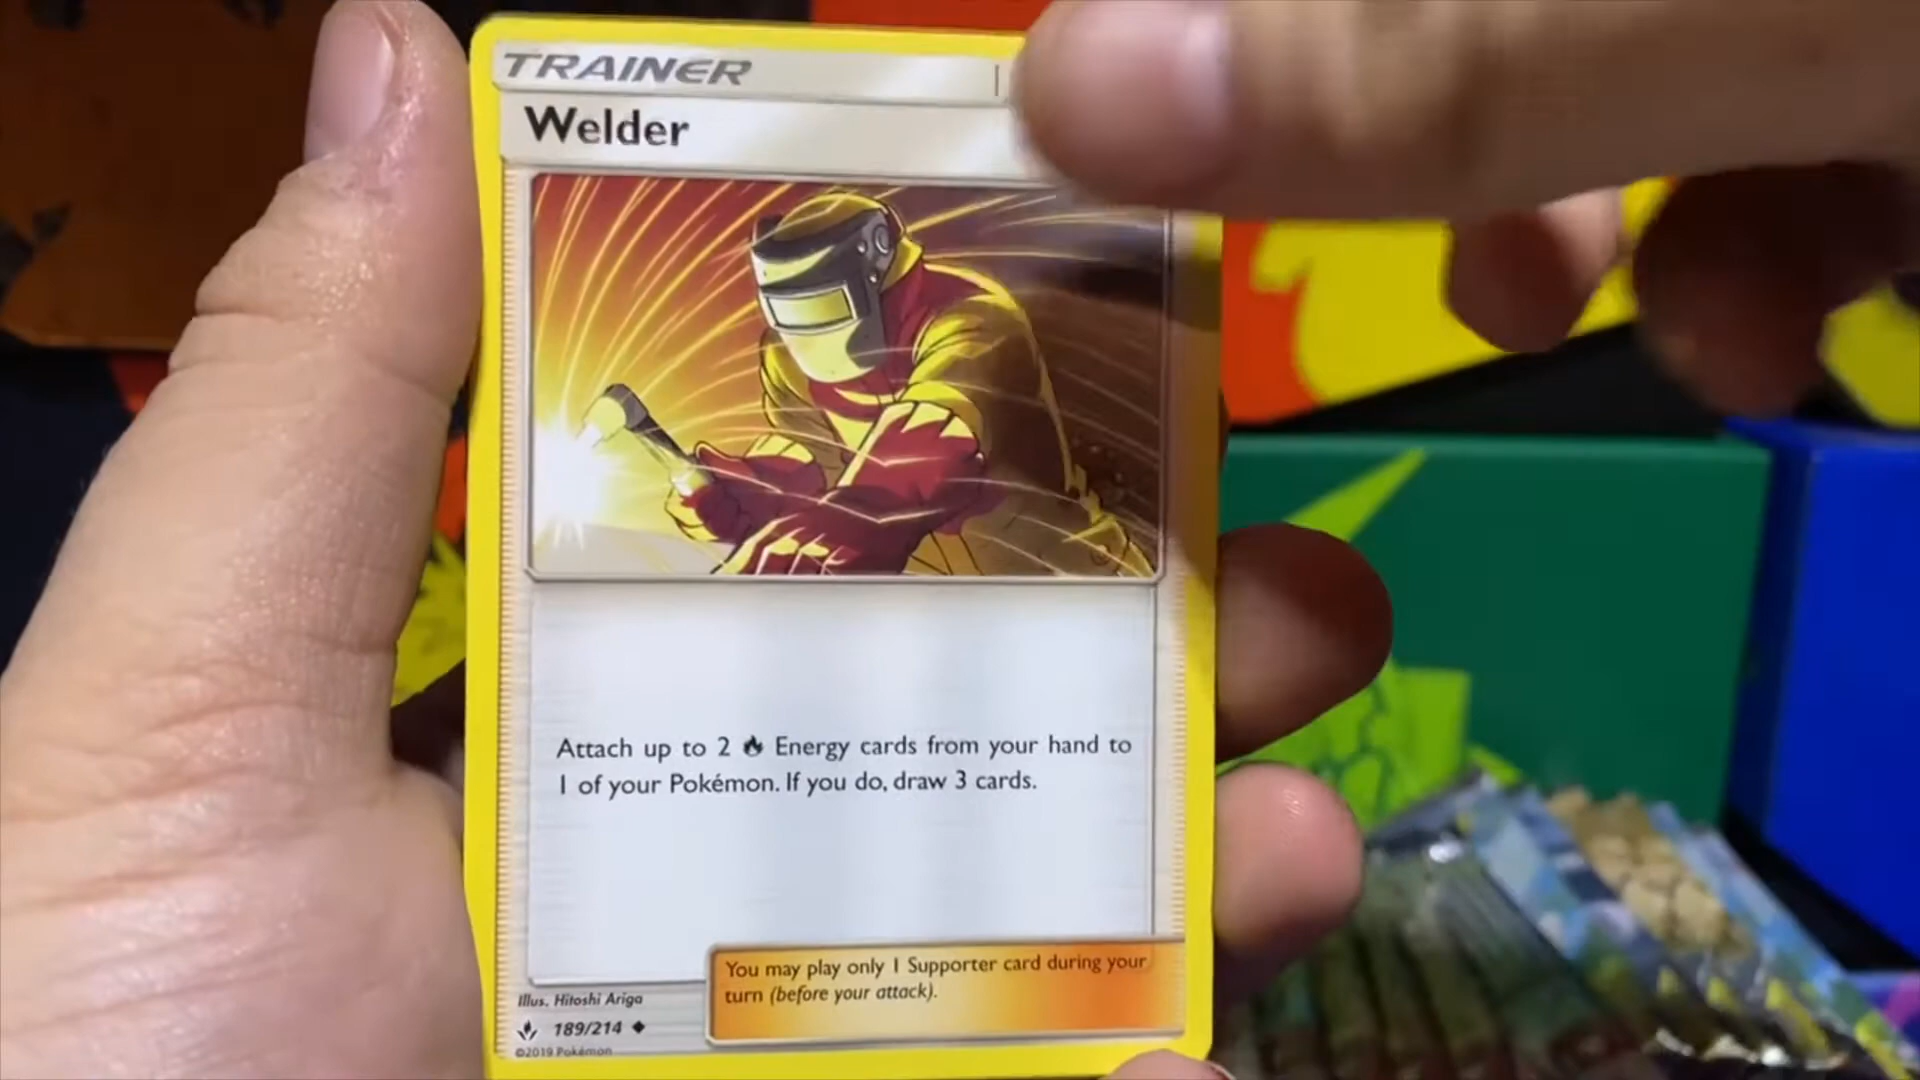 TRAINER
Welder
Attach up to 2 Energy cards from your hand to
1 of your Pokémon. If you do, draw 3 cards.
You may play only 1 Supporter card during your
turn (before your attack).
Illus. Hitoshi Ariga
189/214
©2019 Pokémon